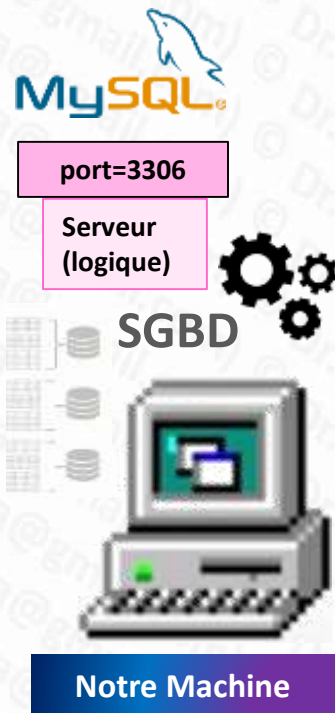 MySQL®
port=3306
Serveur
(logique)
SGBD
Notre Machine